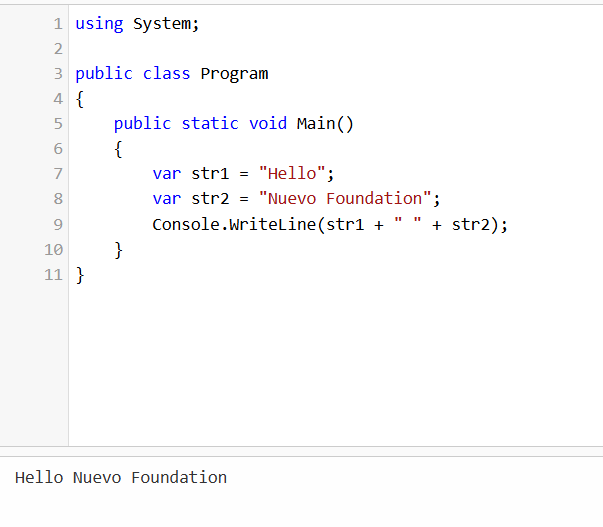 1 using System;
2
3 public class Program
4 {
5     public static void Main()
6     {
7         var str1 = "Hello";
8         var str2 = "Nuevo Foundation";
9         Console.WriteLine(str1 + " " + str2);
10     }
11 }
Hello Nuevo Foundation